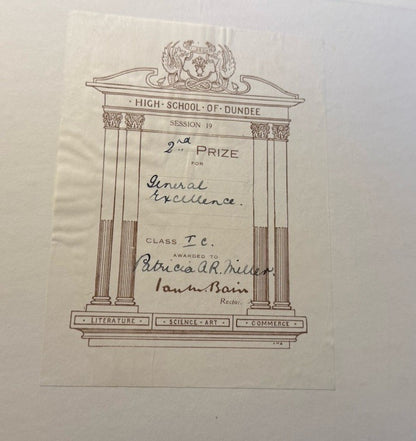 · HIGH · SCHOOL · OF · DUNDEE
SESSION 19
2nd PRIZE
FOR
General
Excellence.
CLASS I C.
AWARDED TO
Patricia A.R. Miller.
Ian M. Bain
Rector.
· LITERATURE · · SCIENCE · ART · · COMMERCE ·